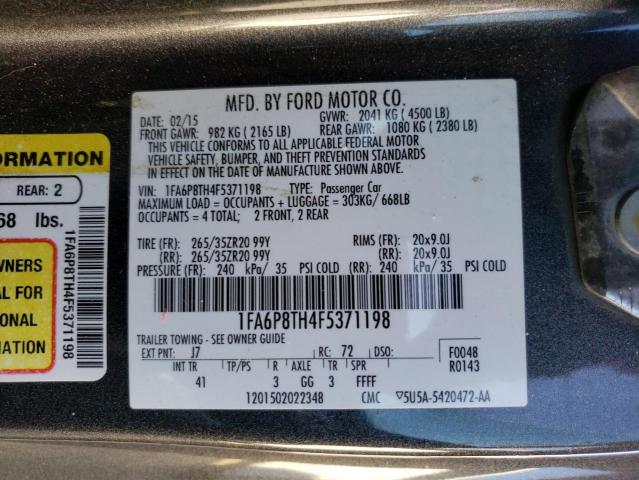 MFD. BY FORD MOTOR CO.
DATE: 02/15 GVWR: 2041 KG ( 4500 LB)
FRONT GAWR: 982 KG ( 2165 LB) REAR GAWR: 1080 KG ( 2380 LB)
THIS VEHICLE CONFORMS TO ALL APPLICABLE FEDERAL MOTOR
VEHICLE SAFETY, BUMPER, AND THEFT PREVENTION STANDARDS
IN EFFECT ON THE DATE OF MANUFACTURE SHOWN ABOVE.
VIN: 1FA6P8TH4F5371198 TYPE: Passenger Car
MAXIMUM LOAD = OCCUPANTS + LUGGAGE = 303KG/ 668LB
OCCUPANTS = 4 TOTAL; 2 FRONT, 2 REAR
TIRE (FR): 265/35ZR20 99Y RIMS (FR): 20x9.0J
(RR): 265/35ZR20 99Y (RR): 20x9.0J
PRESSURE (FR): 240 kPa/ 35 PSI COLD (RR): 240 kPa/ 35 PSI COLD
1FA6P8TH4F5371198
TRAILER TOWING - SEE OWNER GUIDE
EXT PNT: J7 RC: 72 DSO: F0048
INT TR TP/PS R AXLE TR SPR R0143
41 3 GG 3 FFFF
1201502022348 CMC ▽5U5A-5420472-AA
FORMATION
REAR: 2
68 lbs.
WNERS
AL FOR
IONAL
MATION
1FA6P8TH4F5371198